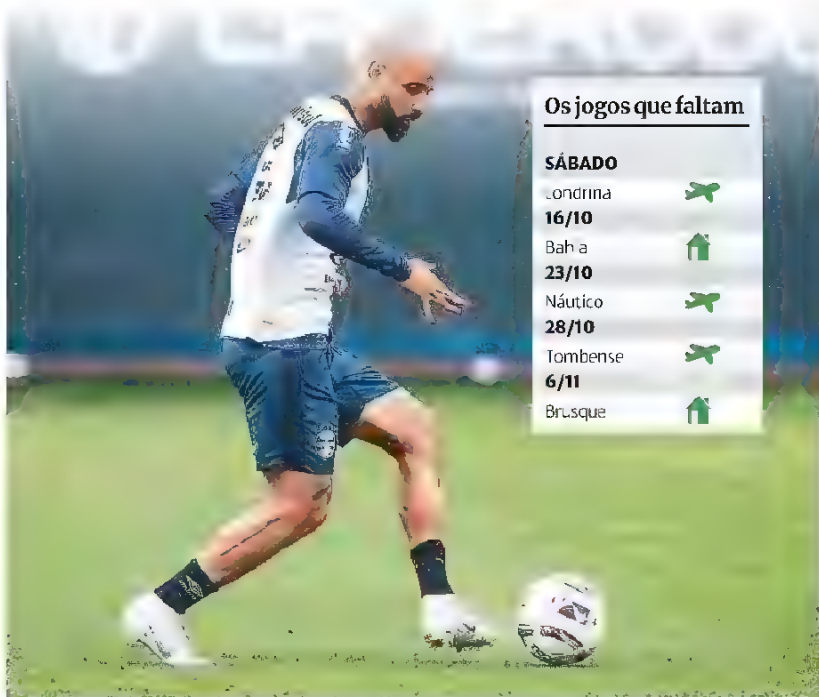 Os jogos que faltam
SÁBADO
Londrina
16/10
Bahia
23/10
Náutico
28/10
Tombense
6/11
Brusque